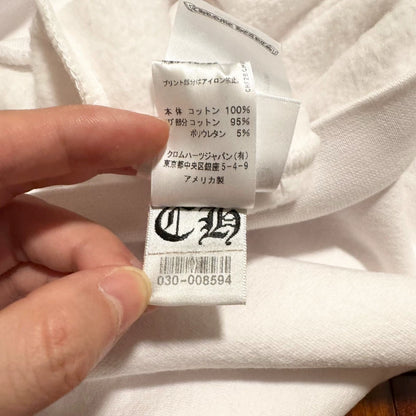 プリント部分はアイロン禁止
本体 コットン 100%
ブ部分 コットン 95%
ポリウレタン 5%
クロムハーツジャパン(有)
東京都中央区銀座5-4-9
アメリカ製
CH
030-008594